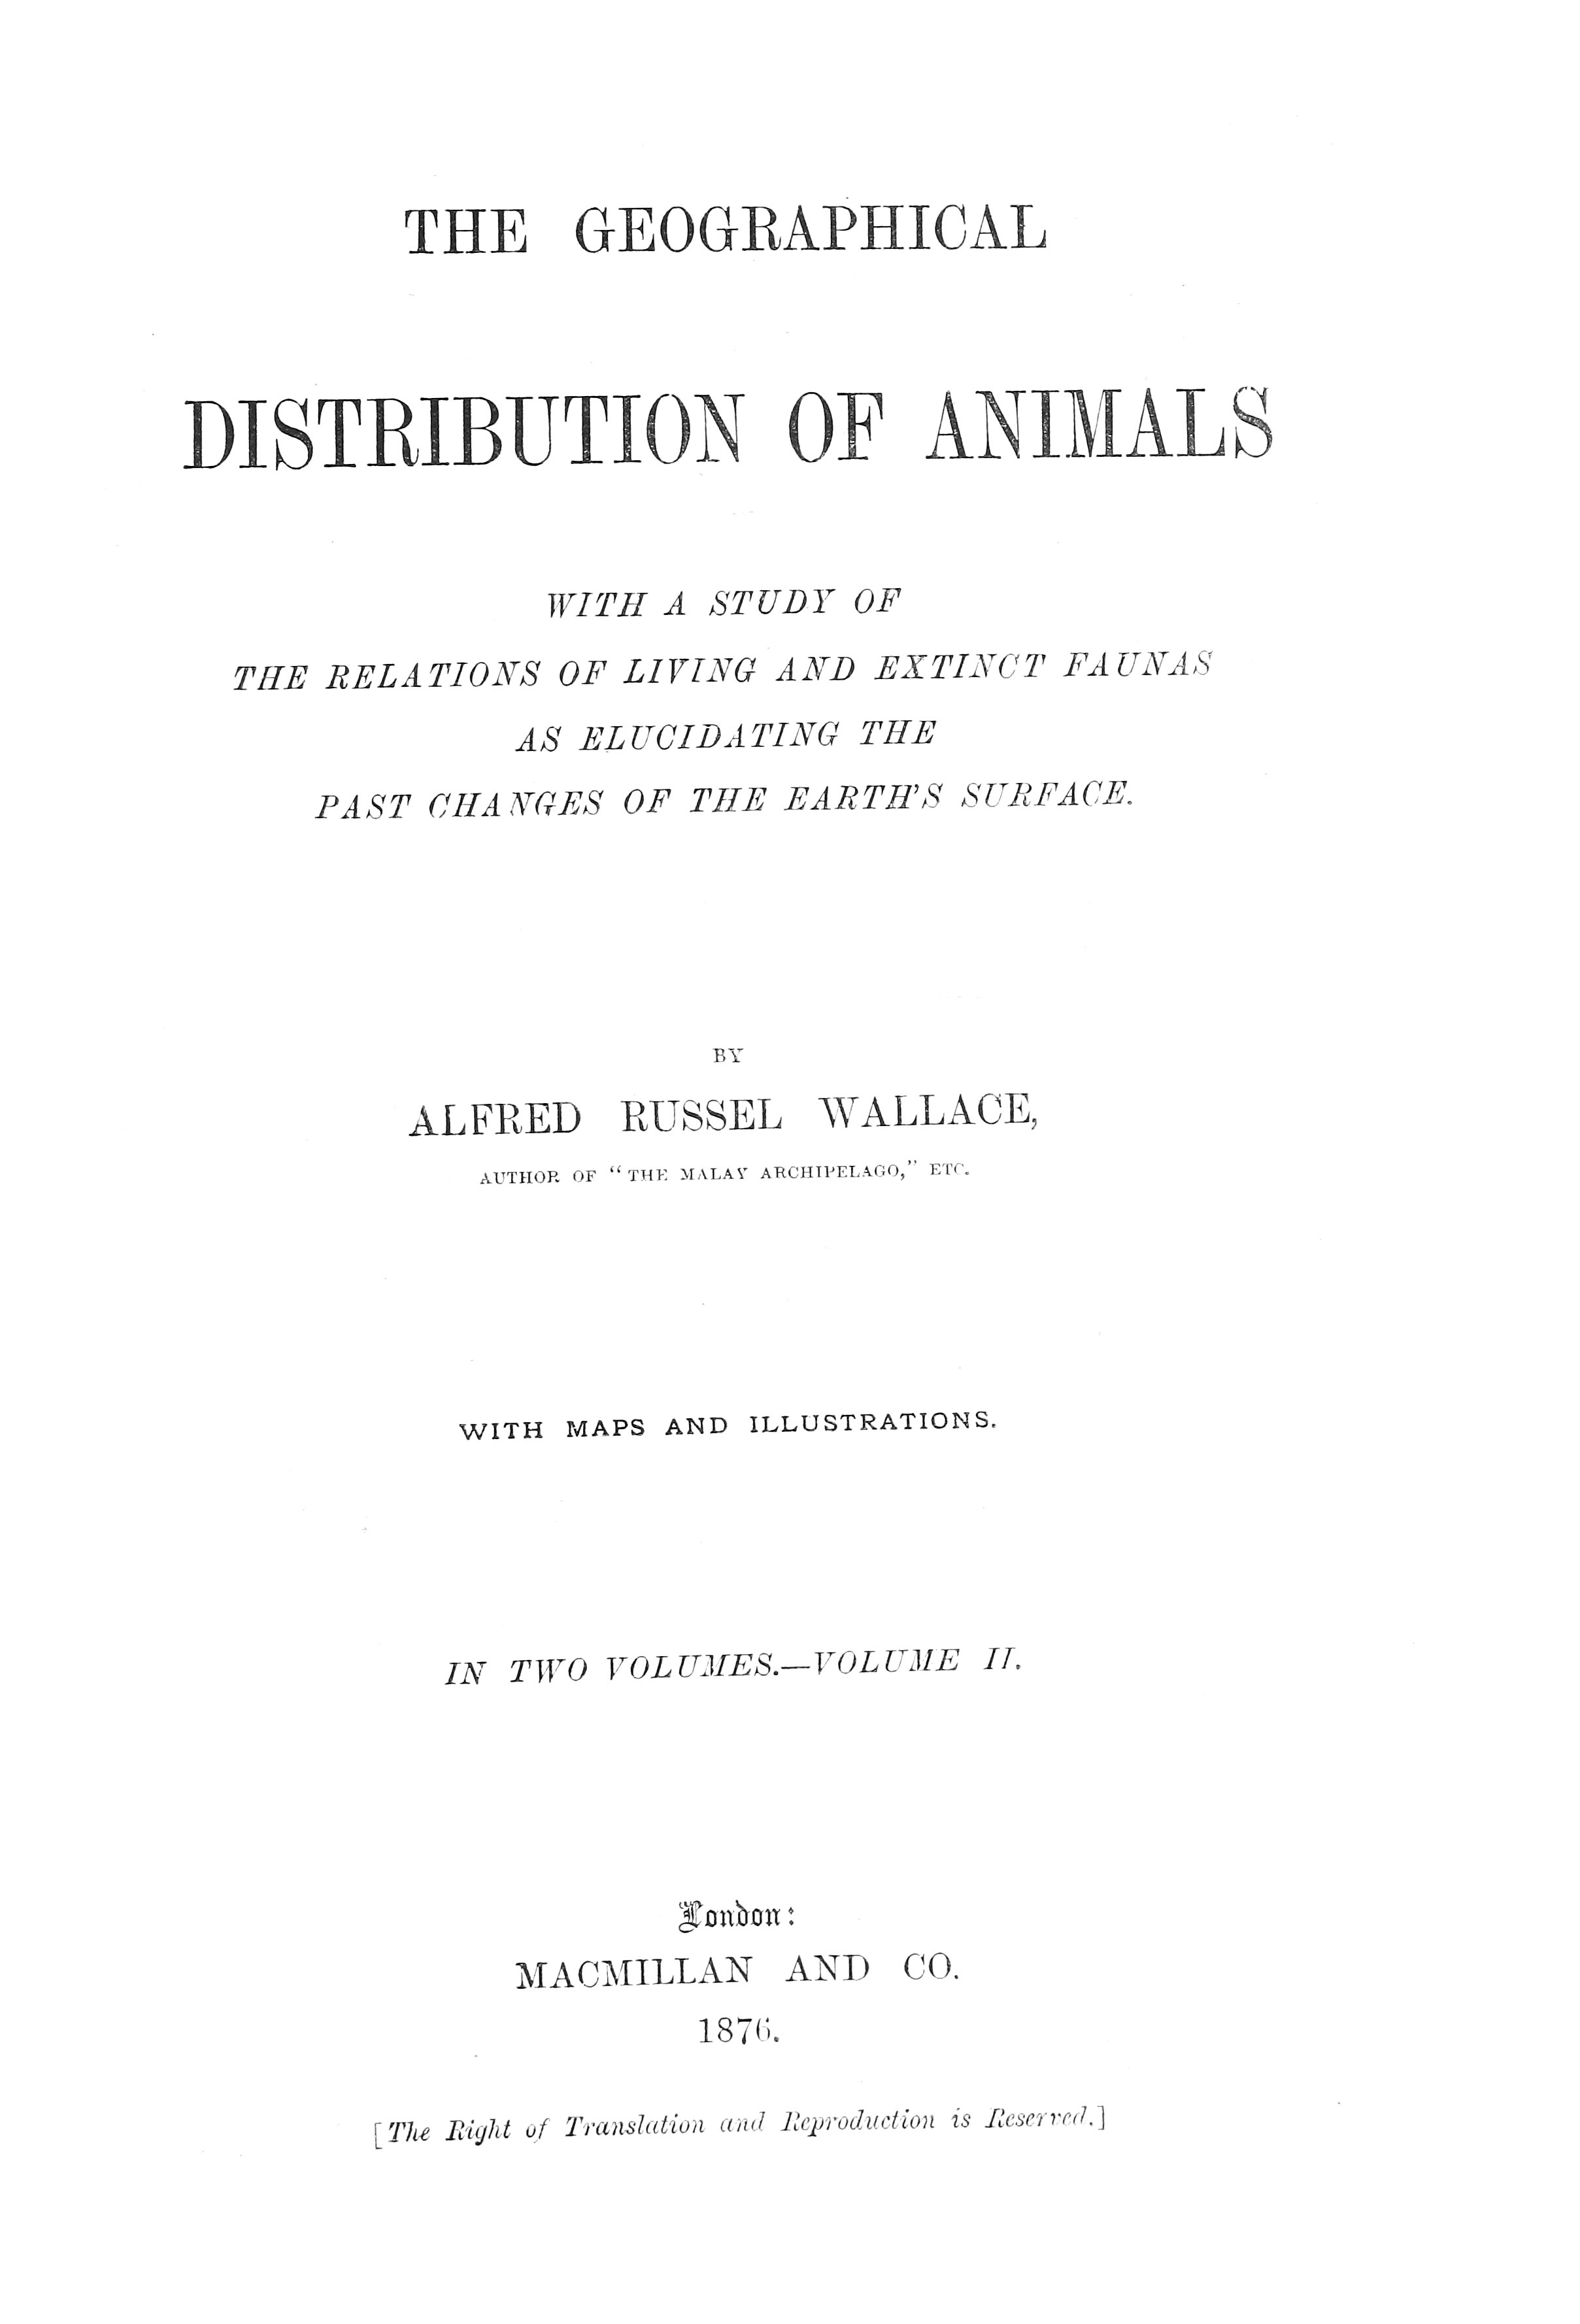 THE GEOGRAPHICAL
DISTRIBUTION OF ANIMALS
WITH A STUDY OF
THE RELATIONS OF LIVING AND EXTINCT FAUNAS
AS ELUCIDATING THE
PAST CHANGES OF THE EARTH'S SURFACE.
BY
ALFRED RUSSEL WALLACE,
AUTHOR OF "THE MALAY ARCHIPELAGO," ETC.
WITH MAPS AND ILLUSTRATIONS.
IN TWO VOLUMES.—VOLUME II.
London:
MACMILLAN AND CO.
1876.
[The Right of Translation and Reproduction is Reserved.]